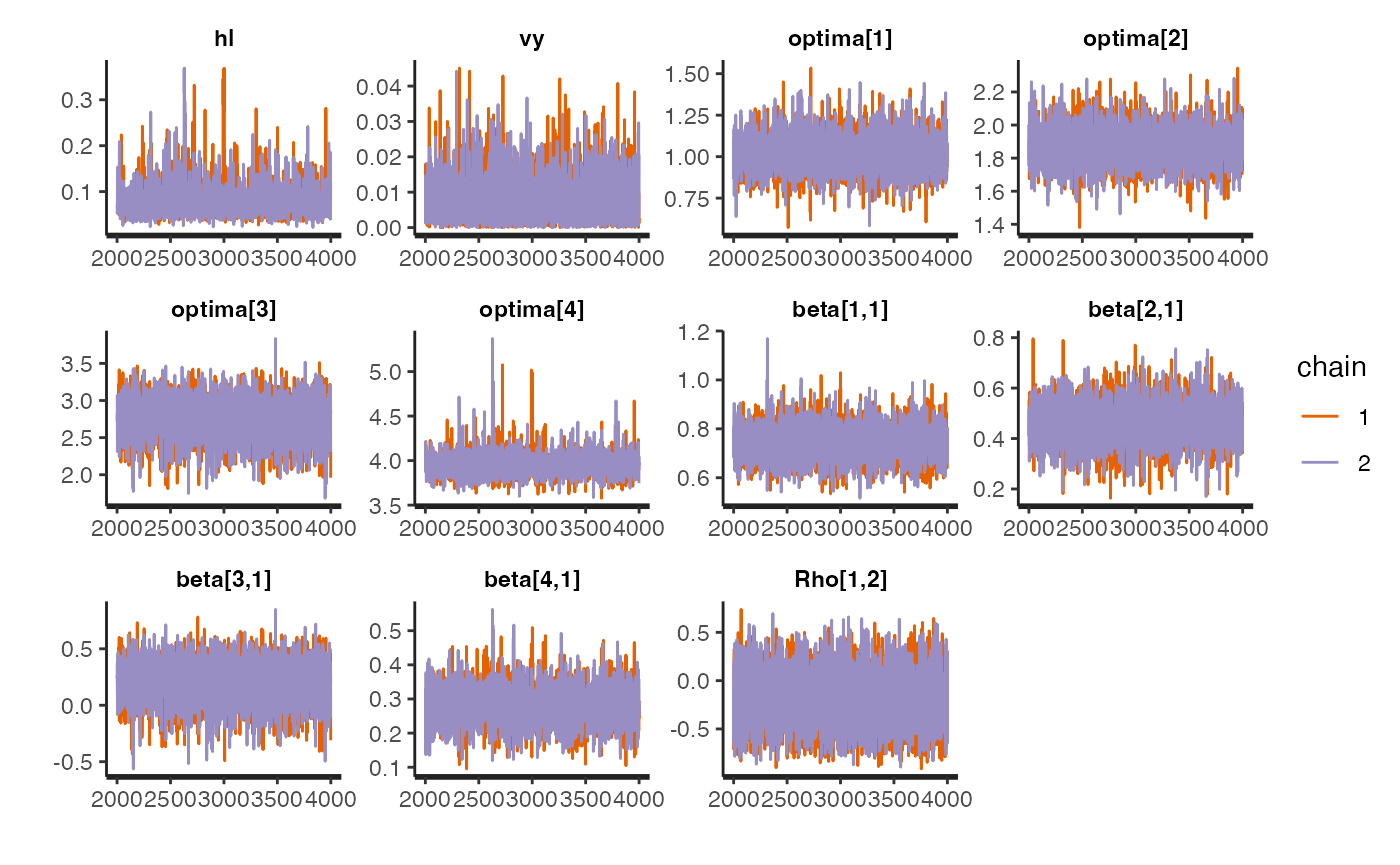 hl vy optima[1] optima[2]
0.3 0.2 0.1
0.04 0.03 0.02 0.01 0.00
1.50 1.25 1.00 0.75
2.2 2.0 1.8 1.6 1.4
2000 2500 3000 3500 4000 2000 2500 3000 3500 4000 2000 2500 3000 3500 4000 2000 2500 3000 3500 4000
optima[3] optima[4] beta[1,1] beta[2,1]
3.5 3.0 2.5 2.0
5.0 4.5 4.0 3.5
1.2 1.0 0.8 0.6
0.8 0.6 0.4 0.2
2000 2500 3000 3500 4000 2000 2500 3000 3500 4000 2000 2500 3000 3500 4000 2000 2500 3000 3500 4000
beta[3,1] beta[4,1] Rho[1,2]
0.5 0.0 -0.5
0.5 0.4 0.3 0.2 0.1
0.5 0.0 -0.5
2000 2500 3000 3500 4000 2000 2500 3000 3500 4000 2000 2500 3000 3500 4000
chain
1
2